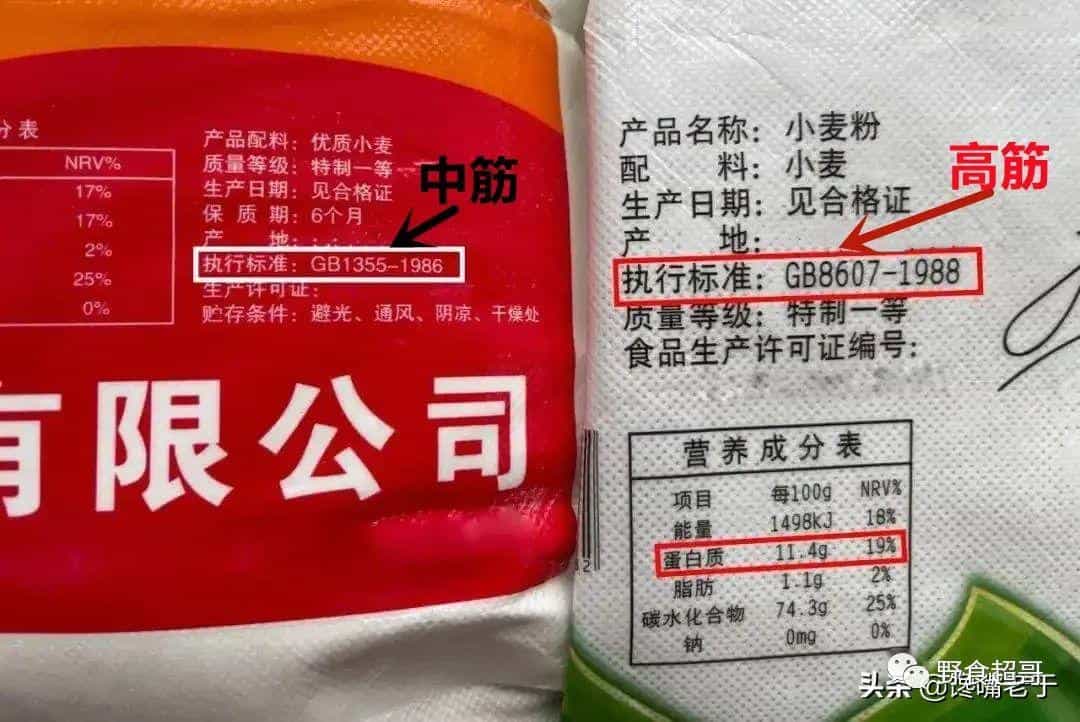 分表
NRV%
17%
17%
2%
25%
0%
产品配料：优质小麦
质量等级：特制一等
生产日期：见合格证
保 质 期：6个月
产　　地：
执行标准：GB1355-1986
生产许可证：
贮存条件：避光、通风、阴凉、干燥处
中筋
有限公司
产品名称：小麦粉
配　　料：小麦
生产日期：见合格证
产　　地：
执行标准：GB8607-1988
质量等级：特制一等
食品生产许可证编号：
高筋
营养成分表
项目 每100g NRV%
能量 1498kJ 18%
蛋白质 11.4g 19%
脂肪 1.1g 2%
碳水化合物 74.3g 25%
钠 0mg 0%
野食超哥
头条 @馋嘴老于